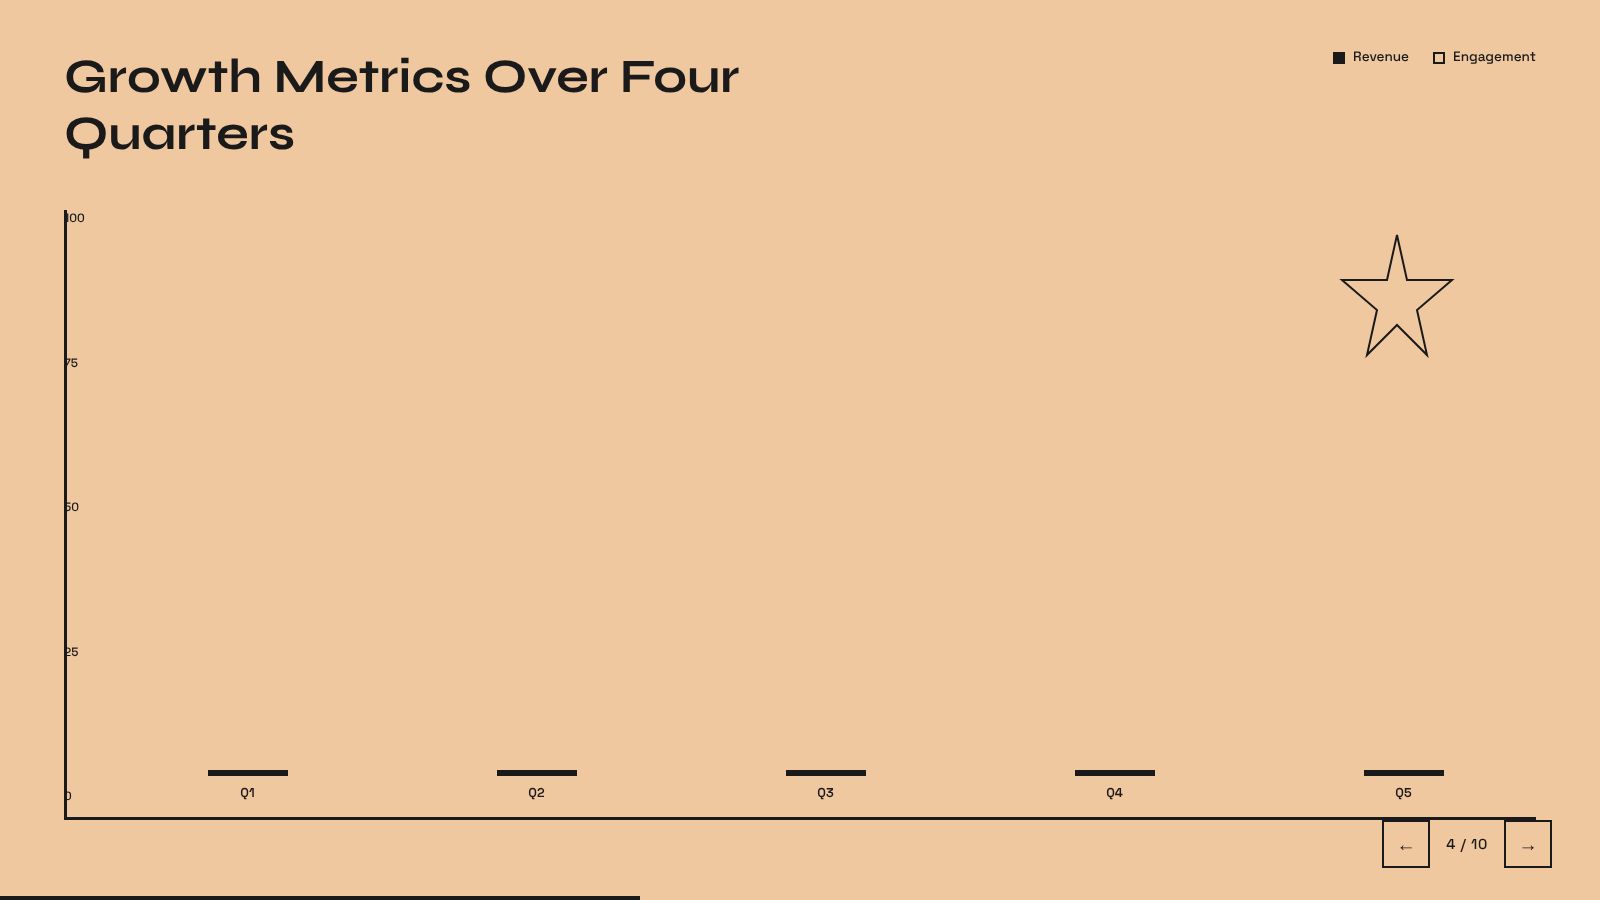 Growth Metrics Over Four
Quarters
Revenue
Engagement
100
75
50
25
0
Q1
Q2
Q3
Q4
Q5
←
4 / 10
→